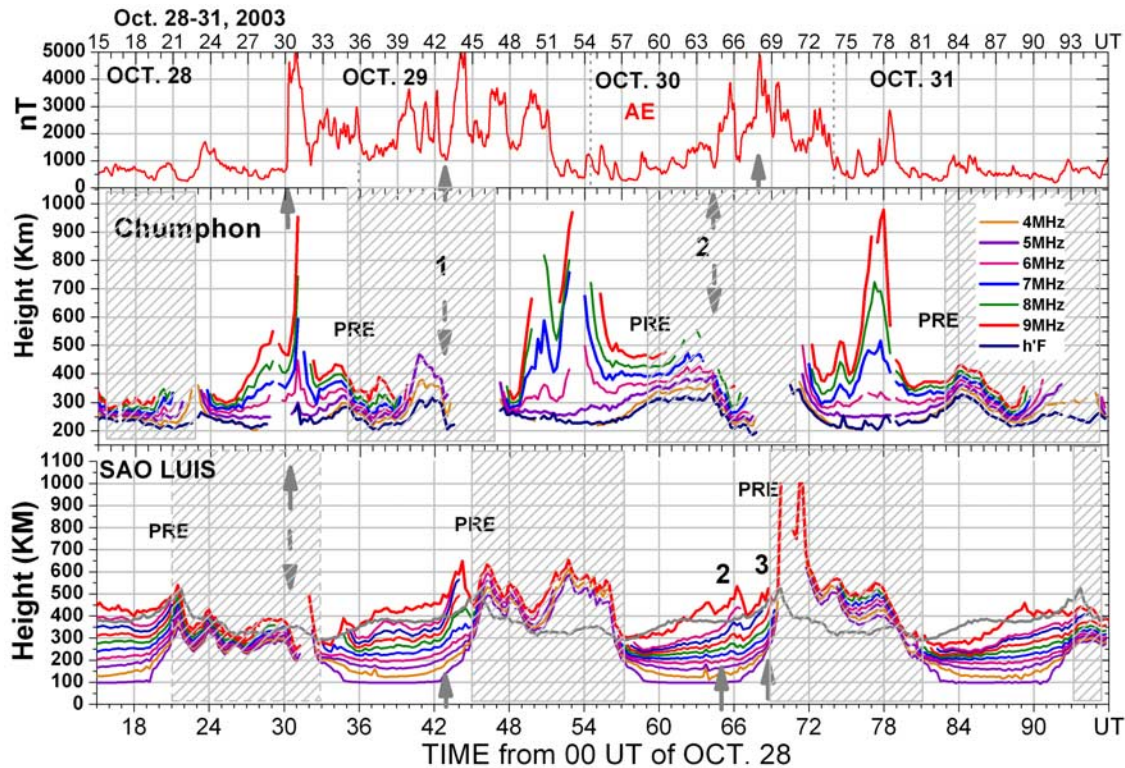 Oct. 28-31, 2003
15 18 21 24 27 30 33 36 39 42 45 48 51 53 57 60 63 66 69 75 78 81 84 87 90 93 UT
5000
4000
3000
2000
1000
0
nT
OCT. 28
OCT. 29
OCT. 30
OCT. 31
AE
1000
900
800
700
600
500
400
300
200
Height (Km)
Chumphon
1
2
PRE
PRE
PRE
4MHz
5MHz
6MHz
7MHz
8MHz
9MHz
h'F
1100
1000
900
800
700
600
500
400
300
200
100
0
Height (KM)
SAO LUIS
PRE
PRE
PRE
2
3
18 24 30 36 42 48 54 60 66 72 78 84 90 UT
TIME from 00 UT of OCT. 28